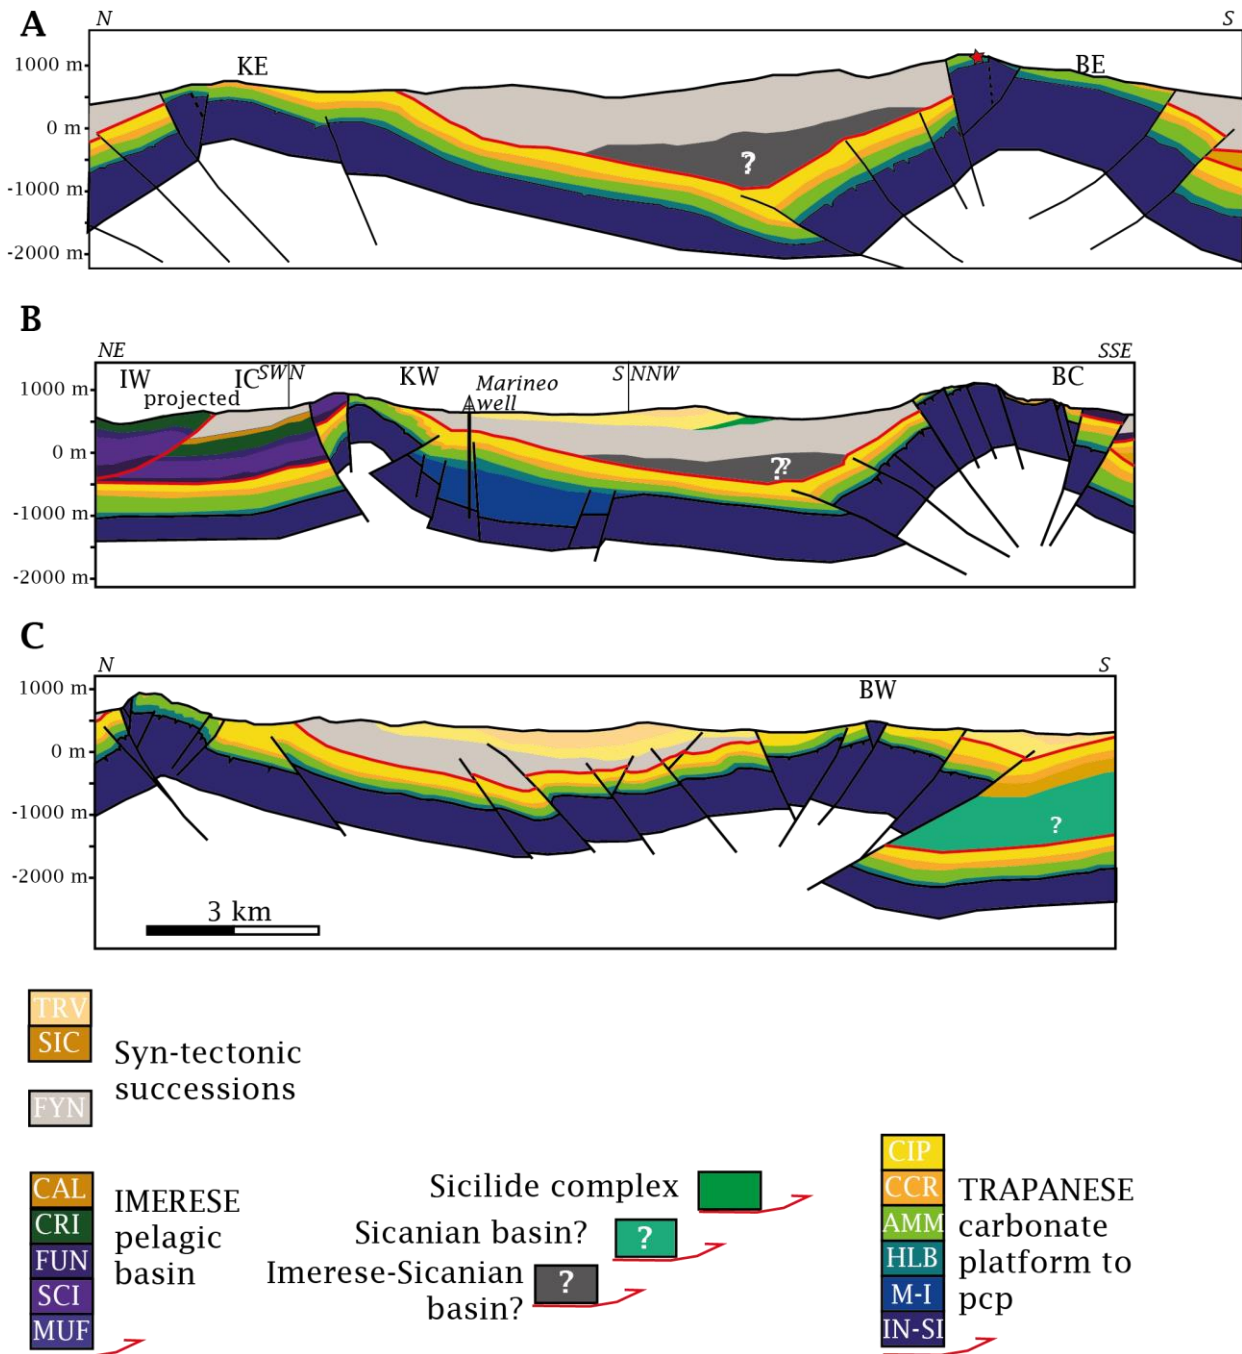 A
N
S
KE
BE
1000 m
0 m
-1000 m
-2000 m
?
B
NE
SSE
IW
IC
SW
N
KW
S
NNW
BC
projected
Marineo
well
1000 m
0 m
-1000 m
-2000 m
??
C
N
S
BW
1000 m
0 m
-1000 m
-2000 m
?
3 km
TRV
SIC
Syn-tectonic
successions
FYN
CAL
CRI
FUN
SCI
MUF
IMERESE
pelagic
basin
Sicilide complex
Sicanian basin?
?
Imerese-Sicanian
basin?
?
CIP
CCR
AMM
HLB
M-I
IN-SI
TRAPANESE
carbonate
platform to
pcp